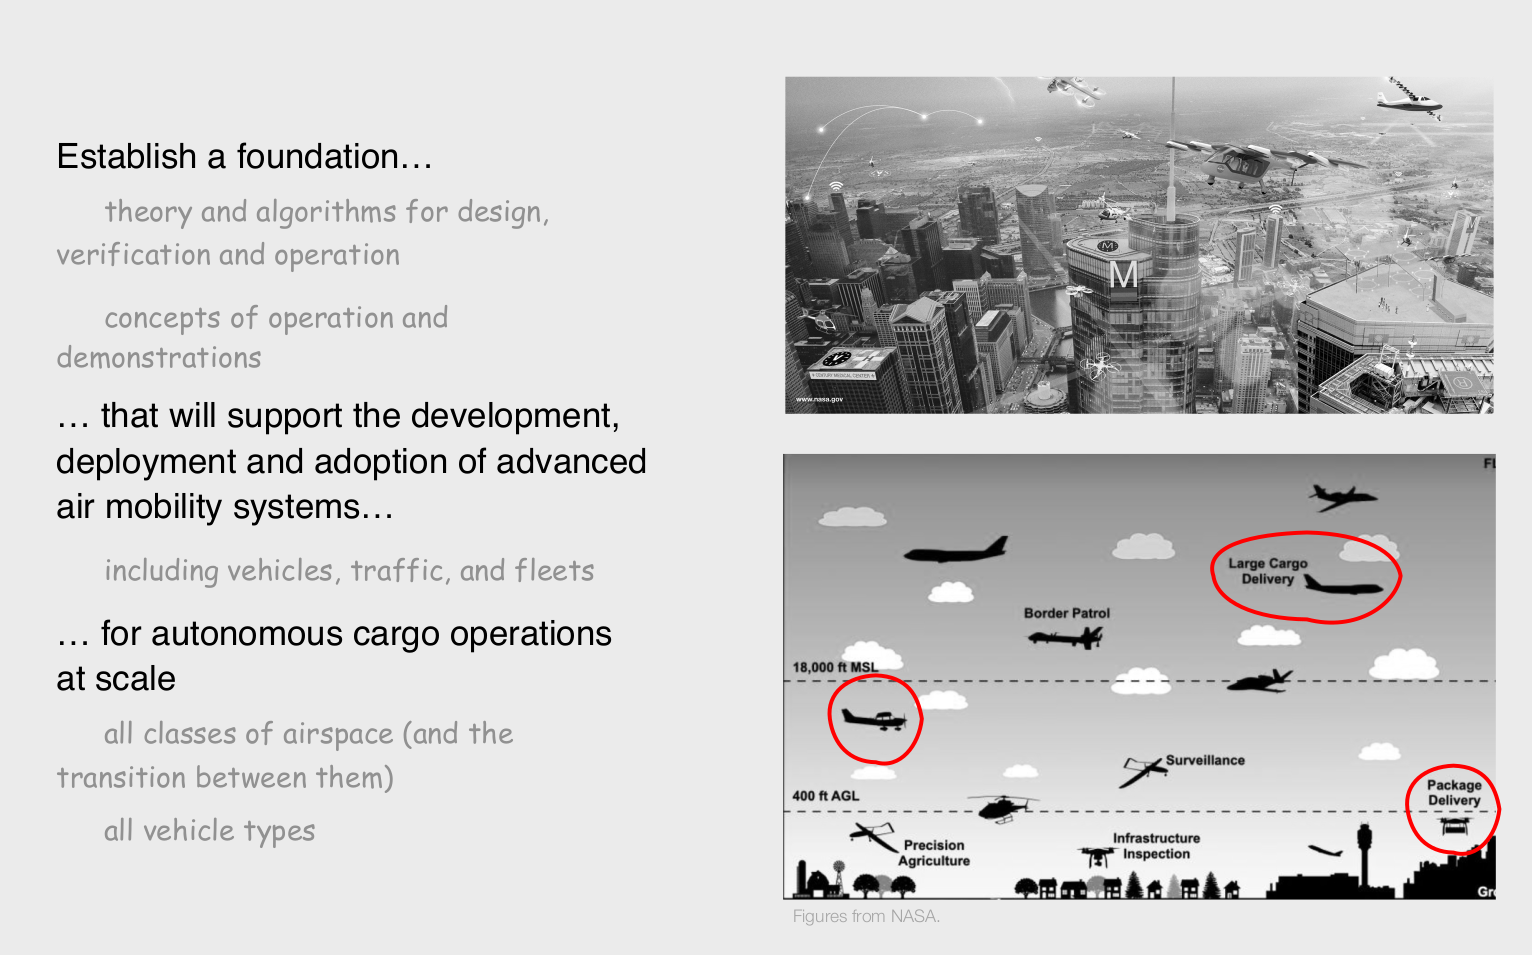 Establish a foundation…
theory and algorithms for design,
verification and operation
concepts of operation and
demonstrations
… that will support the development,
deployment and adoption of advanced
air mobility systems…
including vehicles, traffic, and fleets
… for autonomous cargo operations
at scale
all classes of airspace (and the
transition between them)
all vehicle types
M
M
H
CENTURY MEDICAL CENTER
H
www.nasa.gov
FL
Large Cargo
Delivery
Border Patrol
18,000 ft MSL
Surveillance
Package
Delivery
400 ft AGL
Precision
Agriculture
Infrastructure
Inspection
Gro
Figures from NASA.